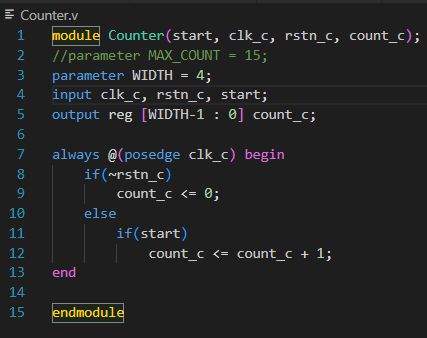 Counter.v
1 module Counter(start, clk_c, rstn_c, count_c);
2 //parameter MAX_COUNT = 15;
3 parameter WIDTH = 4;
4 input clk_c, rstn_c, start;
5 output reg [WIDTH-1 : 0] count_c;
6
7 always @(posedge clk_c) begin
8     if(~rstn_c)
9         count_c <= 0;
10     else
11         if(start)
12             count_c <= count_c + 1;
13 end
14
15 endmodule